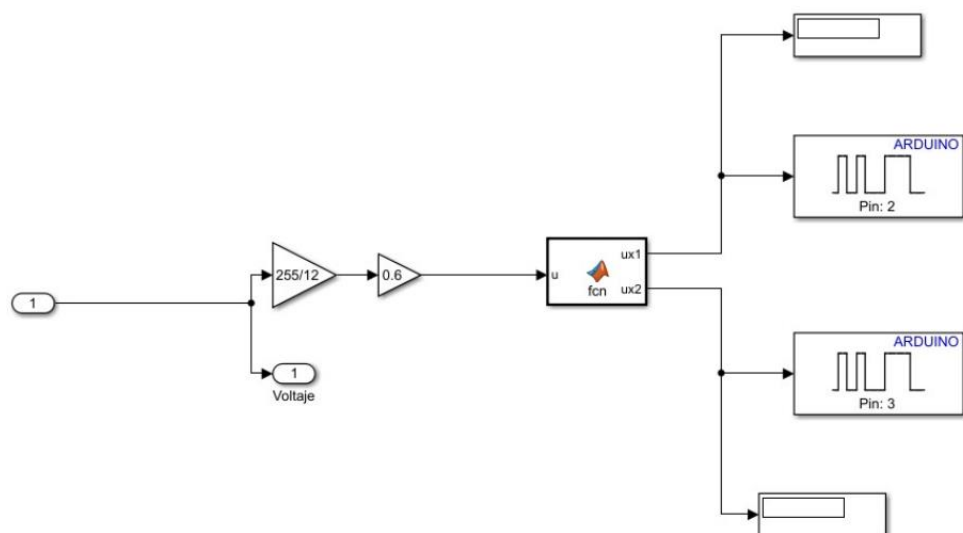 ARDUINO
Pin: 2
255/12
0.6
u
ux1
ux2
fcn
1
1
Voltaje
ARDUINO
Pin: 3